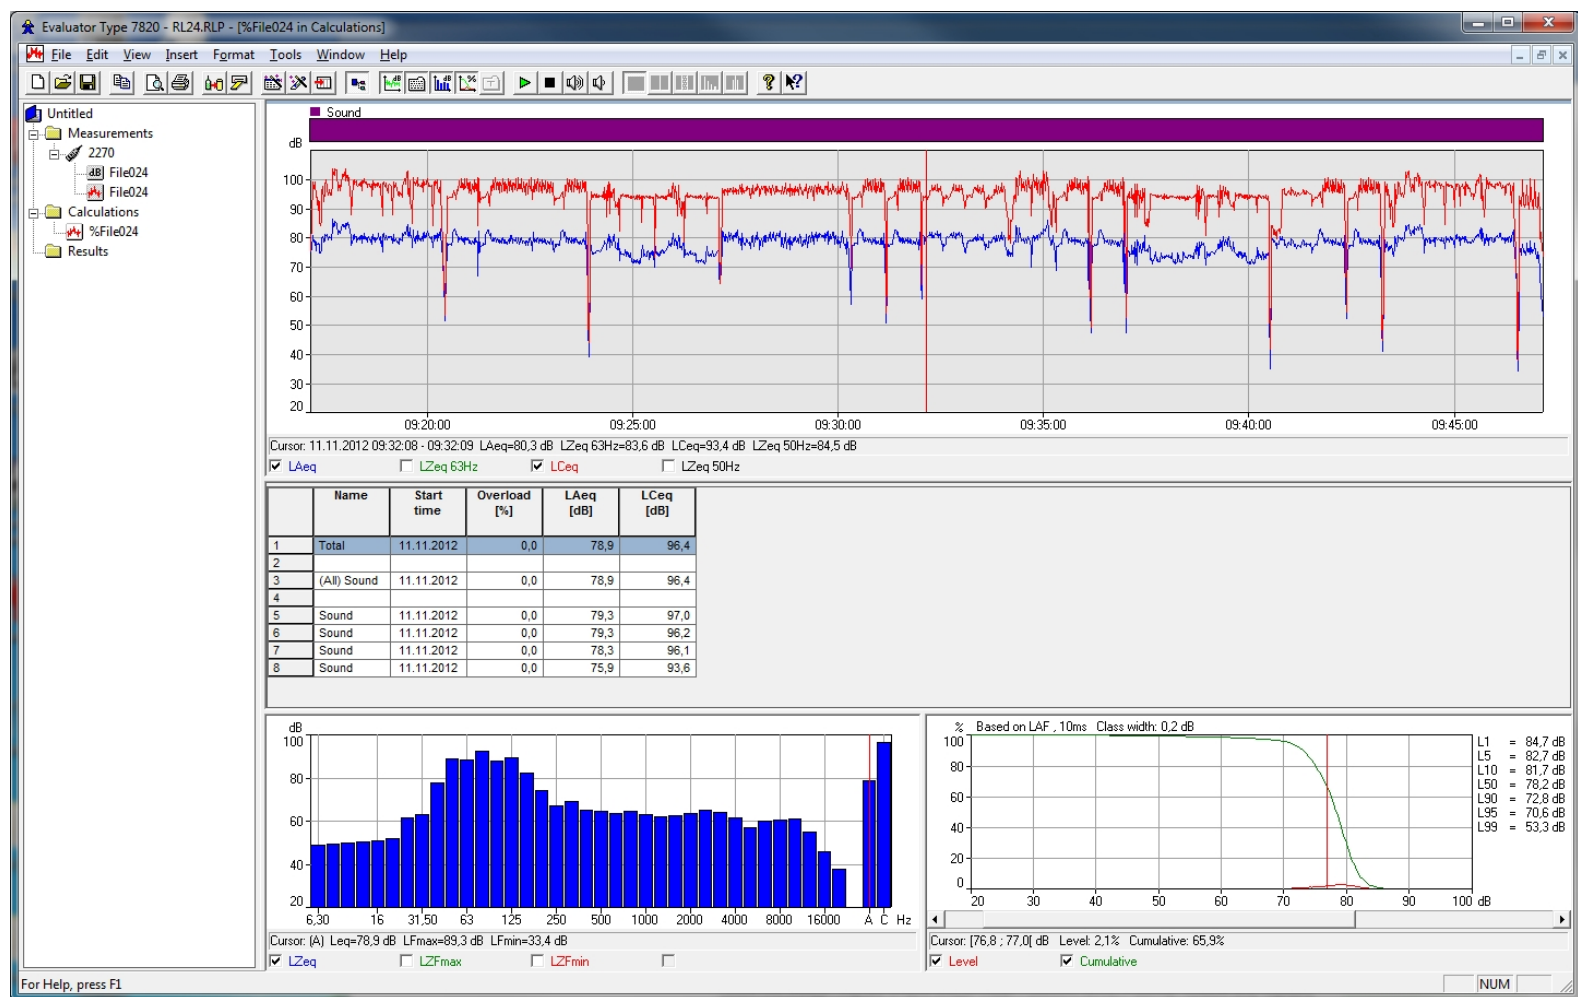 Evaluator Type 7820 - RL24.RLP - [%File024 in Calculations]
File Edit View Insert Format Tools Window Help
Untitled
Measurements
2270
File024
File024
Calculations
%File024
Results
Sound
dB
100
90
80
70
60
50
40
30
20
09:20:00 09:25:00 09:30:00 09:35:00 09:40:00 09:45:00
Cursor: 11.11.2012 09:32:08 - 09:32:09 LAeq=80,3 dB LZeq 63Hz=83,6 dB LCeq=93,4 dB LZeq 50Hz=84,5 dB
LAeq LZeq 63Hz LCeq LZeq 50Hz
Name Start time Overload [%] LAeq [dB] LCeq [dB]
1 Total 11.11.2012 0,0 78,9 96,4
2
3 (All) Sound 11.11.2012 0,0 78,9 96,4
4
5 Sound 11.11.2012 0,0 79,3 97,0
6 Sound 11.11.2012 0,0 79,3 96,2
7 Sound 11.11.2012 0,0 78,3 96,1
8 Sound 11.11.2012 0,0 75,9 93,6
dB
100
80
60
40
20
6,30 16 31,50 63 125 250 500 1000 2000 4000 8000 16000 A C Hz
Cursor: (A) Leq=78,9 dB LFmax=89,3 dB LFmin=33,4 dB
LZeq LZFmax LZFmin
% Based on LAF , 10ms Class width: 0,2 dB
100
80
60
40
20
0
20 30 40 50 60 70 80 90 100 dB
L1 = 84,7 dB
L5 = 82,7 dB
L10 = 81,7 dB
L50 = 78,2 dB
L90 = 72,8 dB
L95 = 70,6 dB
L99 = 53,3 dB
Cursor: [76,8 ; 77,0[ dB Level: 2,1% Cumulative: 65,9%
Level Cumulative
For Help, press F1
NUM